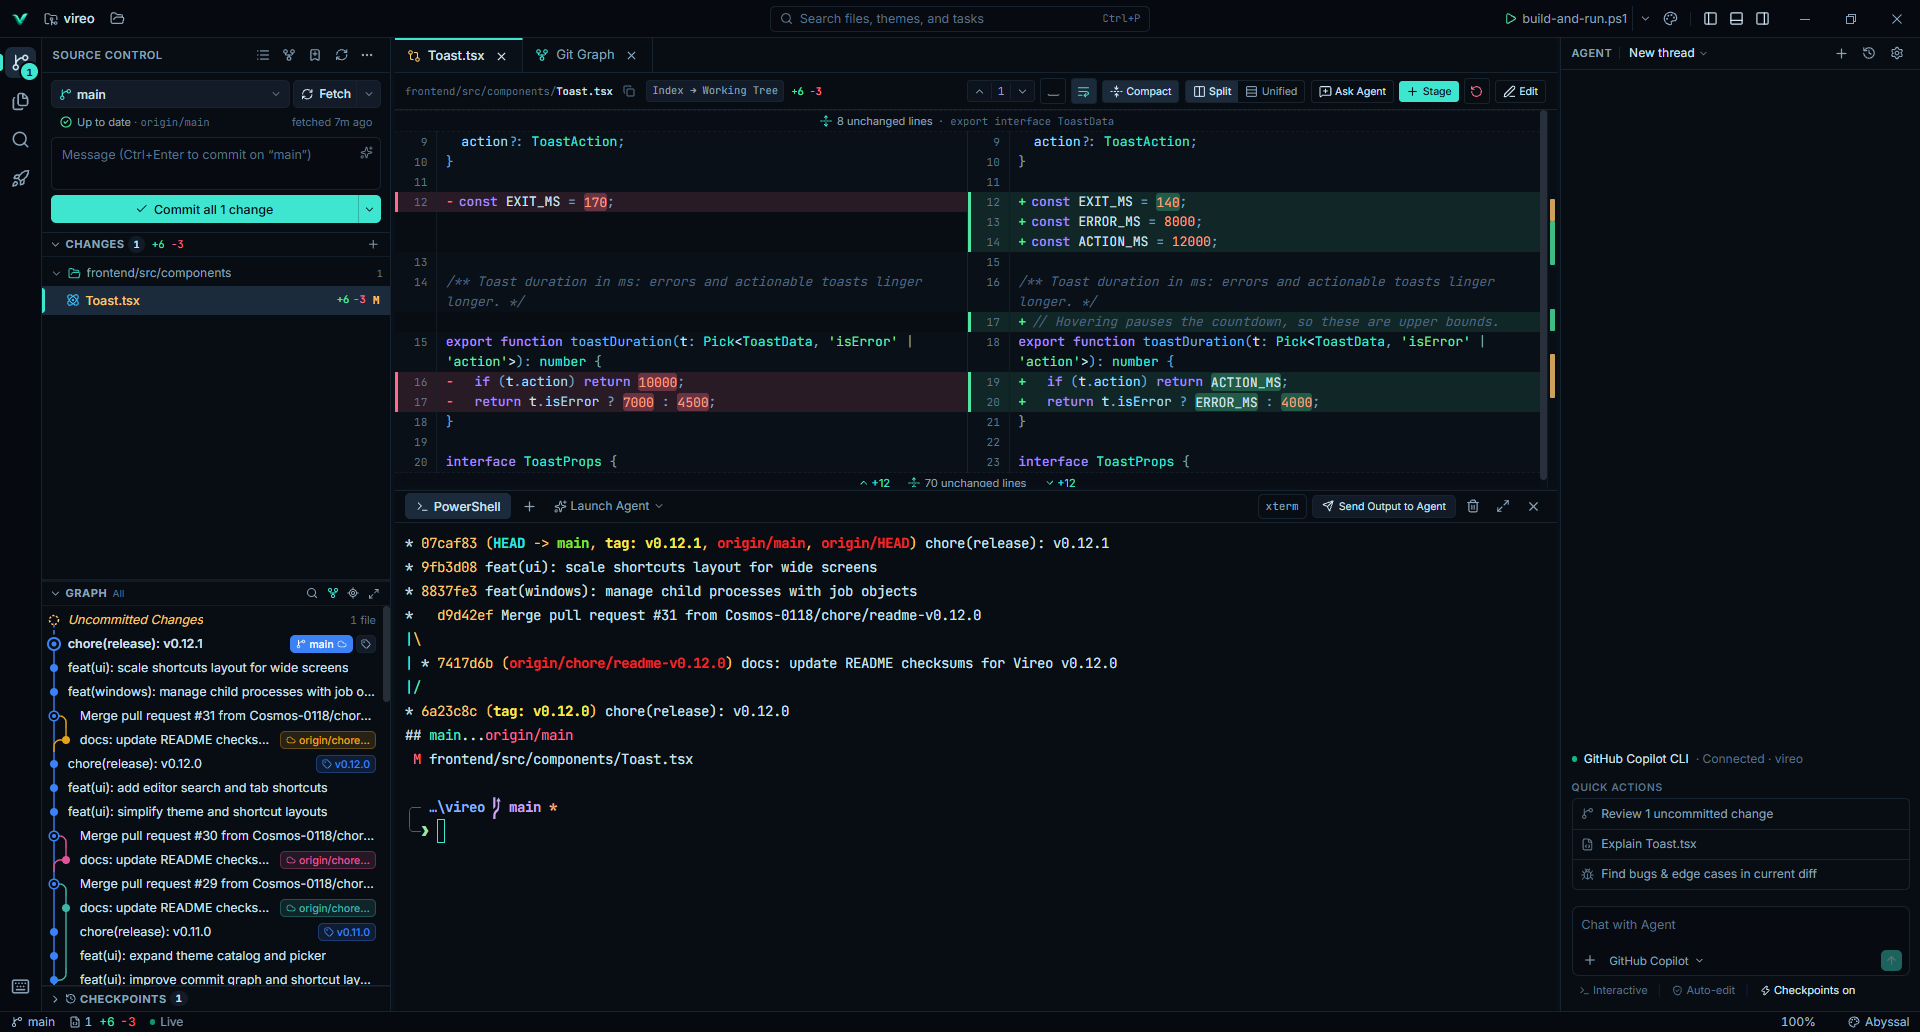 vireo
Search files, themes, and tasks Ctrl+P
build-and-run.ps1
SOURCE CONTROL
1
main
Fetch
Up to date · origin/main fetched 7m ago
Message (Ctrl+Enter to commit on “main”)
Commit all 1 change
CHANGES 1 +6 -3
frontend/src/components 1
Toast.tsx +6 -3 M
GRAPH All
Uncommitted Changes 1 file
chore(release): v0.12.1 main
feat(ui): scale shortcuts layout for wide screens
feat(windows): manage child processes with job o...
Merge pull request #31 from Cosmos-0118/chor...
docs: update README checks... origin/chore...
chore(release): v0.12.0 v0.12.0
feat(ui): add editor search and tab shortcuts
feat(ui): simplify theme and shortcut layouts
Merge pull request #30 from Cosmos-0118/chor...
docs: update README checks... origin/chore...
Merge pull request #29 from Cosmos-0118/chor...
docs: update README checks... origin/chore...
chore(release): v0.11.0 v0.11.0
feat(ui): expand theme catalog and picker
feat(ui): improve commit graph and shortcut lay...
CHECKPOINTS 1
Toast.tsx
Git Graph
frontend/src/components/Toast.tsx Index → Working Tree +6 -3
1
Compact
Split Unified
Ask Agent
+ Stage
Edit
8 unchanged lines · export interface ToastData
9 action?: ToastAction;
10 }
11
12 - const EXIT_MS = 170;
13
14 /** Toast duration in ms: errors and actionable toasts linger
longer. */
15 export function toastDuration(t: Pick<ToastData, 'isError' |
'action'>): number {
16 - if (t.action) return 10000;
17 - return t.isError ? 7000 : 4500;
18 }
19
20 interface ToastProps {
9 action?: ToastAction;
10 }
11
12 + const EXIT_MS = 140;
13 + const ERROR_MS = 8000;
14 + const ACTION_MS = 12000;
15
16 /** Toast duration in ms: errors and actionable toasts linger
longer. */
17 + // Hovering pauses the countdown, so these are upper bounds.
18 export function toastDuration(t: Pick<ToastData, 'isError' |
'action'>): number {
19 + if (t.action) return ACTION_MS;
20 + return t.isError ? ERROR_MS : 4000;
21 }
22
23 interface ToastProps {
+12 70 unchanged lines +12
PowerShell
Launch Agent
xterm
Send Output to Agent
* 07caf83 (HEAD -> main, tag: v0.12.1, origin/main, origin/HEAD) chore(release): v0.12.1
* 9fb3d08 feat(ui): scale shortcuts layout for wide screens
* 8837fe3 feat(windows): manage child processes with job objects
* d9d42ef Merge pull request #31 from Cosmos-0118/chore/readme-v0.12.0
|\
| * 7417d6b (origin/chore/readme-v0.12.0) docs: update README checksums for Vireo v0.12.0
|/
* 6a23c8c (tag: v0.12.0) chore(release): v0.12.0
## main...origin/main
M frontend/src/components/Toast.tsx
…\vireo main *
❯
AGENT New thread
GitHub Copilot CLI · Connected · vireo
QUICK ACTIONS
Review 1 uncommitted change
Explain Toast.tsx
Find bugs & edge cases in current diff
Chat with Agent
+ GitHub Copilot
Interactive Auto-edit Checkpoints on
main 1 +6 -3 Live
100% Abyssal